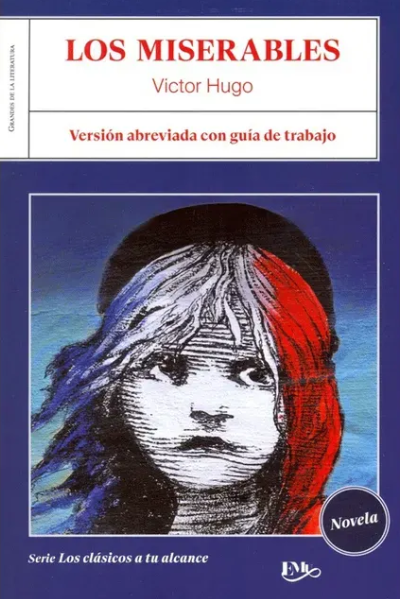 GRANDES DE LA LITERATURA
LOS MISERABLES
Victor Hugo
Versión abreviada con guía de trabajo
Novela
Serie Los clásicos a tu alcance
EMU